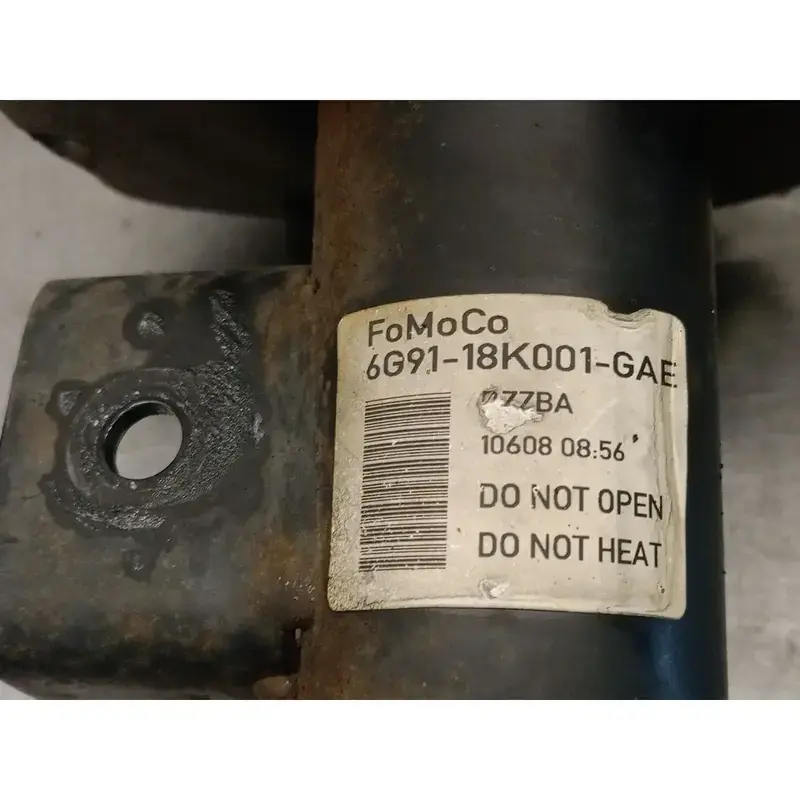 FoMoCo
6G91-18K001-GAE
10608 08:56
DO NOT OPEN
DO NOT HEAT